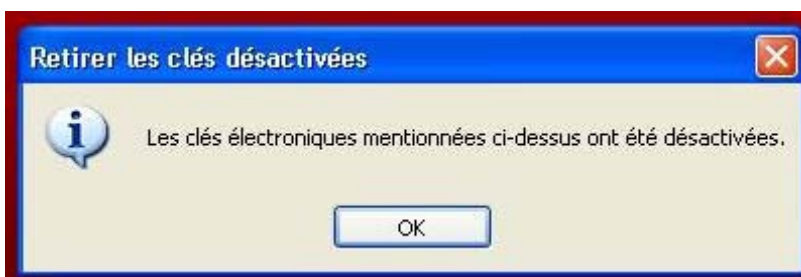 Retirer les clés désactivées
Les clés électroniques mentionnées ci-dessus ont été désactivées.
OK